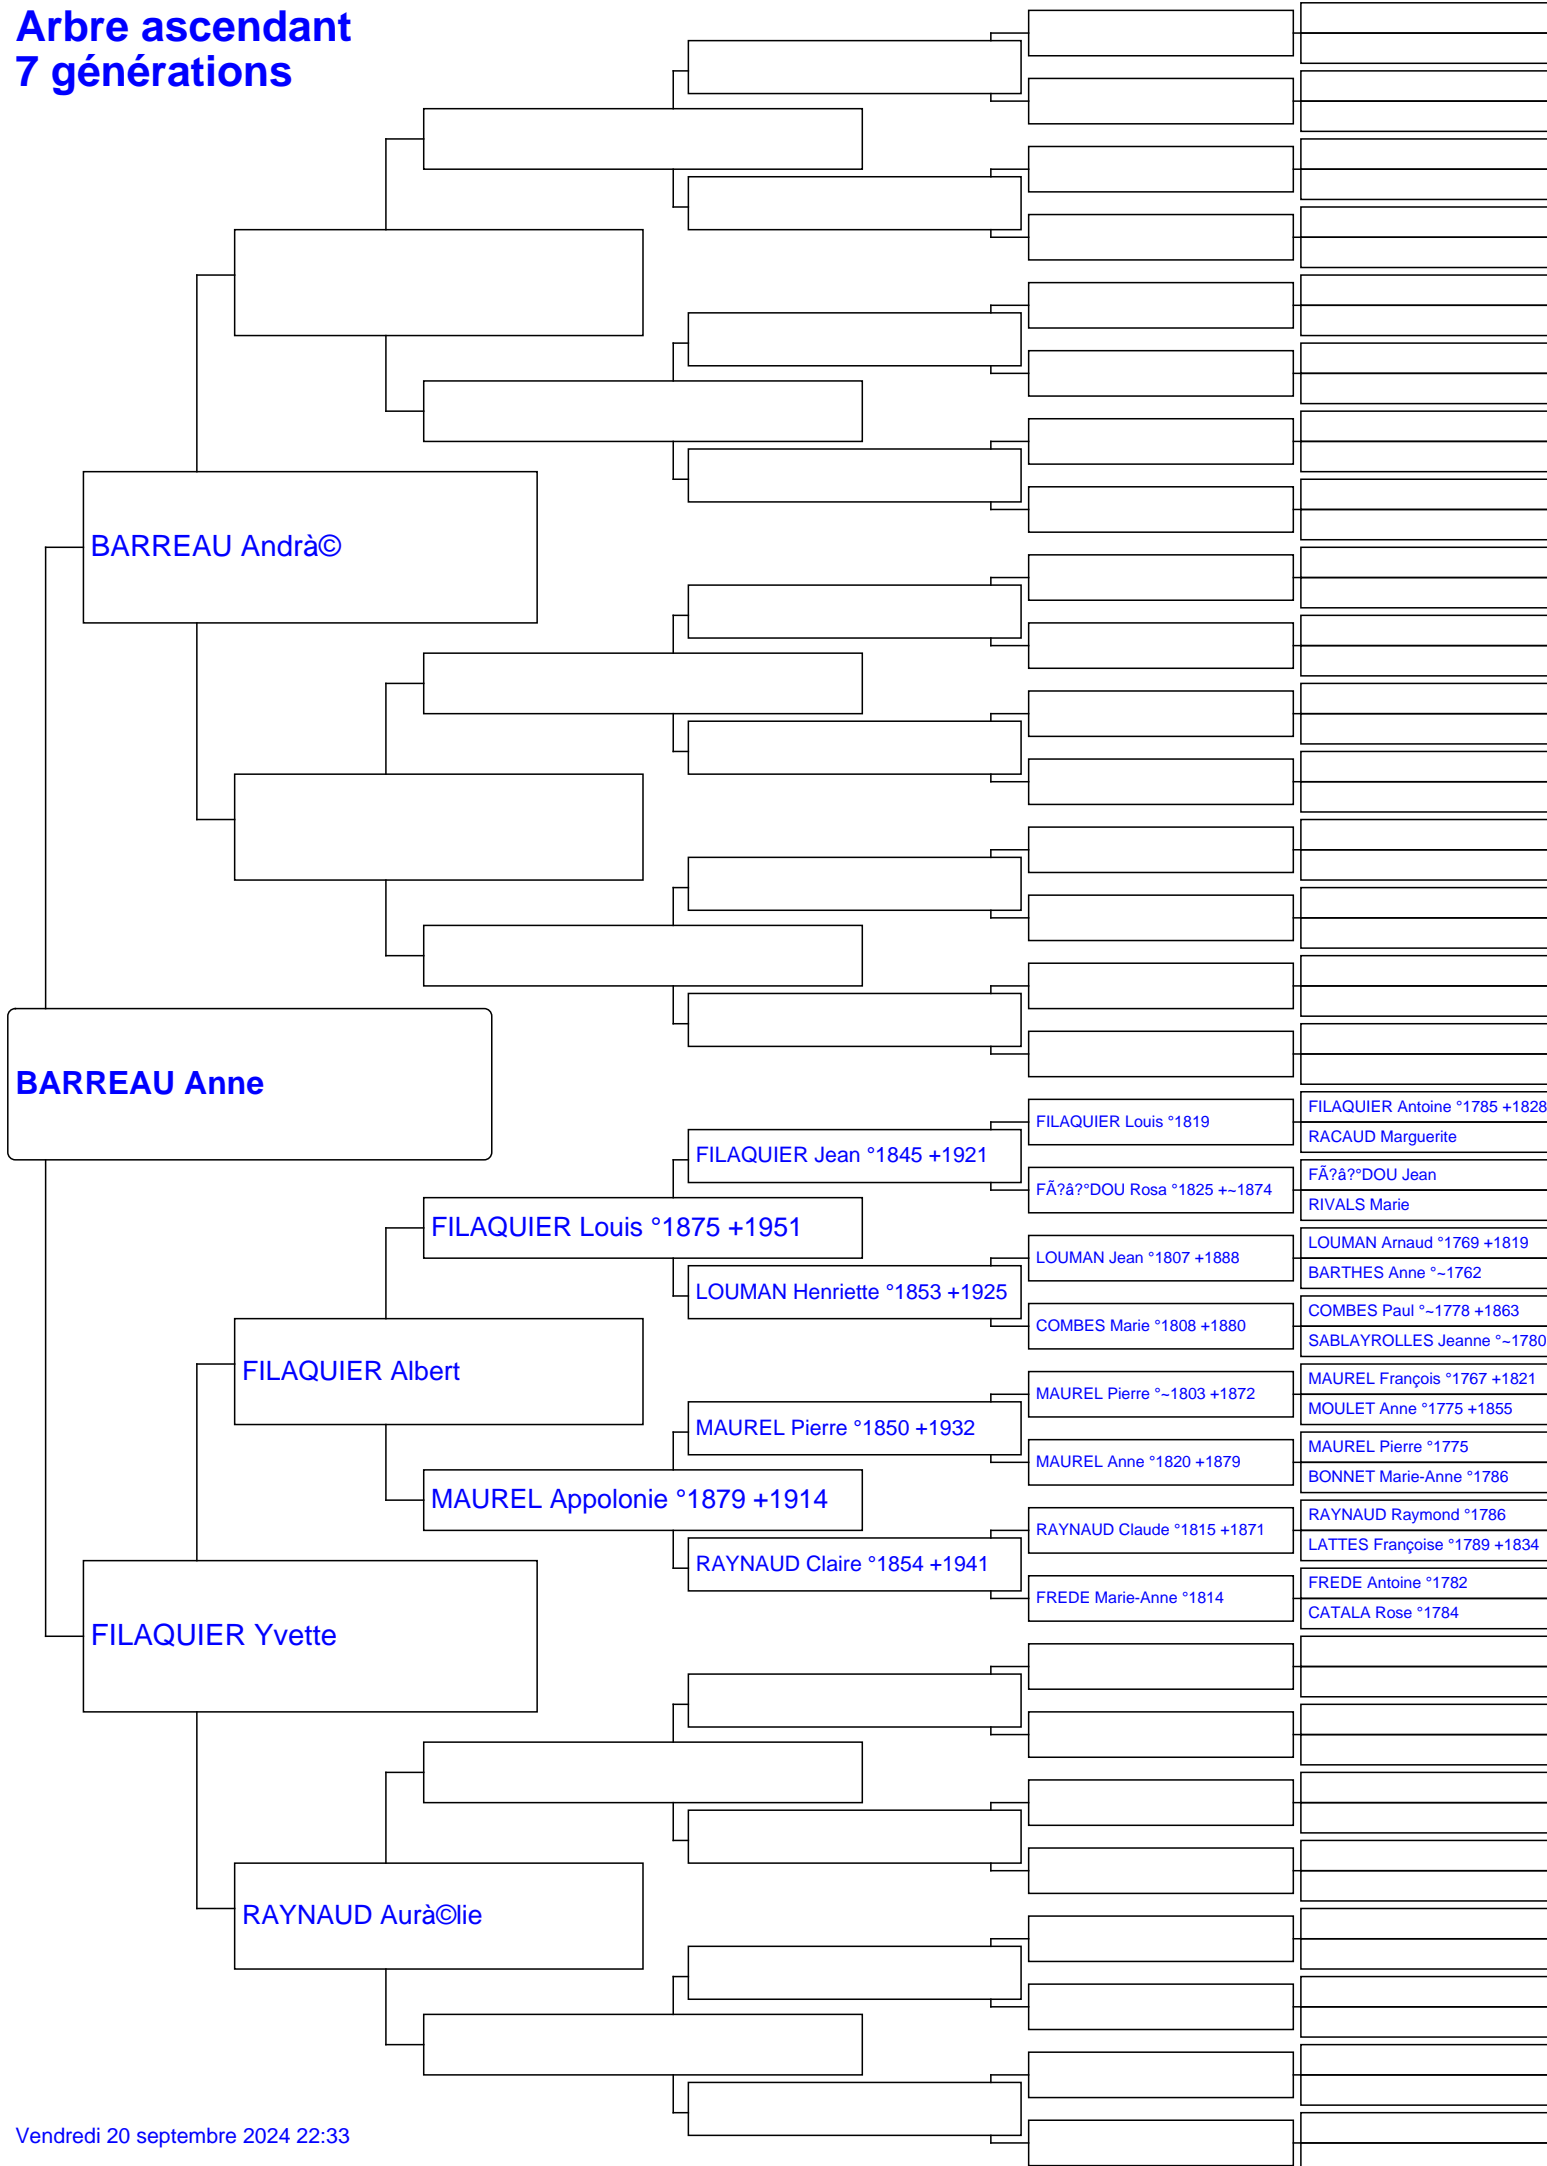 Arbre ascendant
7 générations
BARREAU Andrà©
BARREAU Anne
FILAQUIER Antoine °1785 +1828
FILAQUIER Louis °1819
RACAUD Marguerite
FILAQUIER Jean °1845 +1921
FÃ?â?°DOU Jean
FÃ?â?°DOU Rosa °1825 +~1874
RIVALS Marie
FILAQUIER Louis °1875 +1951
LOUMAN Arnaud °1769 +1819
LOUMAN Jean °1807 +1888
BARTHES Anne °~1762
LOUMAN Henriette °1853 +1925
COMBES Paul °~1778 +1863
COMBES Marie °1808 +1880
SABLAYROLLES Jeanne °~1780
FILAQUIER Albert
MAUREL François °1767 +1821
MAUREL Pierre °~1803 +1872
MOULET Anne °1775 +1855
MAUREL Pierre °1850 +1932
MAUREL Pierre °1775
MAUREL Anne °1820 +1879
BONNET Marie-Anne °1786
MAUREL Appolonie °1879 +1914
RAYNAUD Raymond °1786
RAYNAUD Claude °1815 +1871
LATTES Françoise °1789 +1834
RAYNAUD Claire °1854 +1941
FREDE Antoine °1782
FREDE Marie-Anne °1814
CATALA Rose °1784
FILAQUIER Yvette
RAYNAUD Aurà©lie
Vendredi 20 septembre 2024 22:33